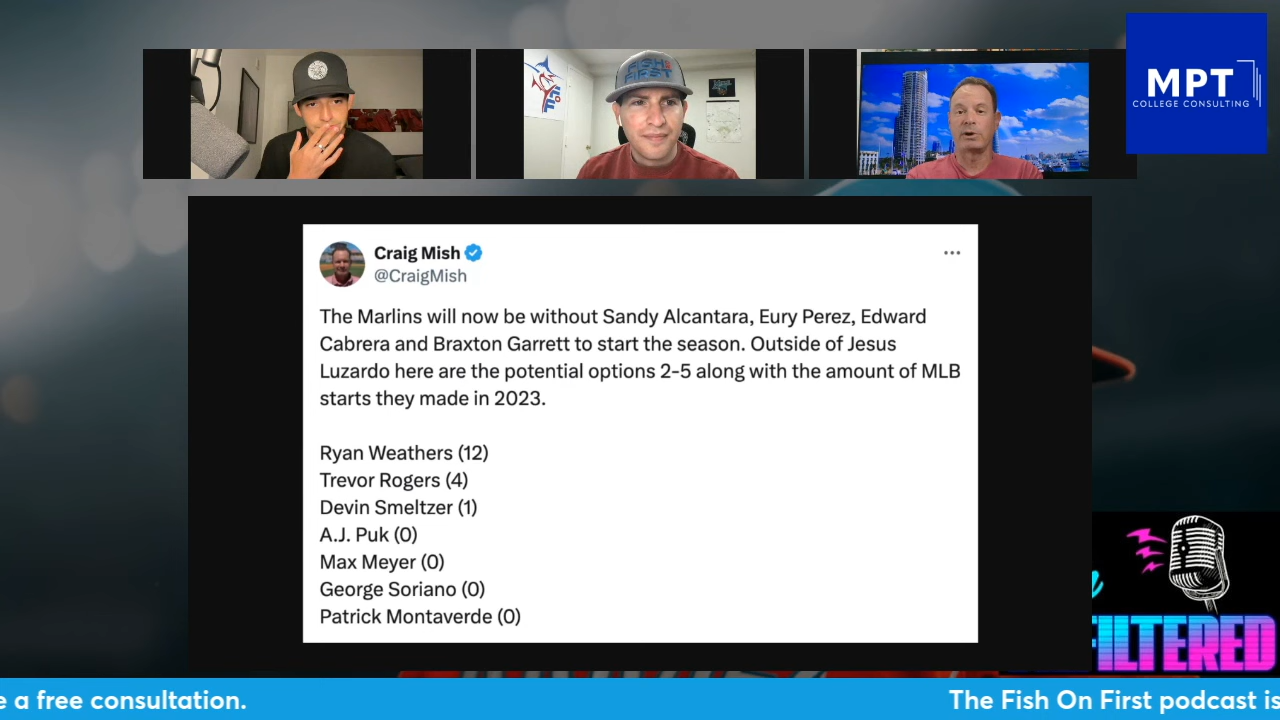 FISH
FIRST
MPT
COLLEGE CONSULTING
Craig Mish
@CraigMish
The Marlins will now be without Sandy Alcantara, Eury Perez, Edward
Cabrera and Braxton Garrett to start the season. Outside of Jesus
Luzardo here are the potential options 2-5 along with the amount of MLB
starts they made in 2023.
Ryan Weathers (12)
Trevor Rogers (4)
Devin Smeltzer (1)
A.J. Puk (0)
Max Meyer (0)
George Soriano (0)
Patrick Montaverde (0)
FILTERED
e a free consultation.
The Fish On First podcast is